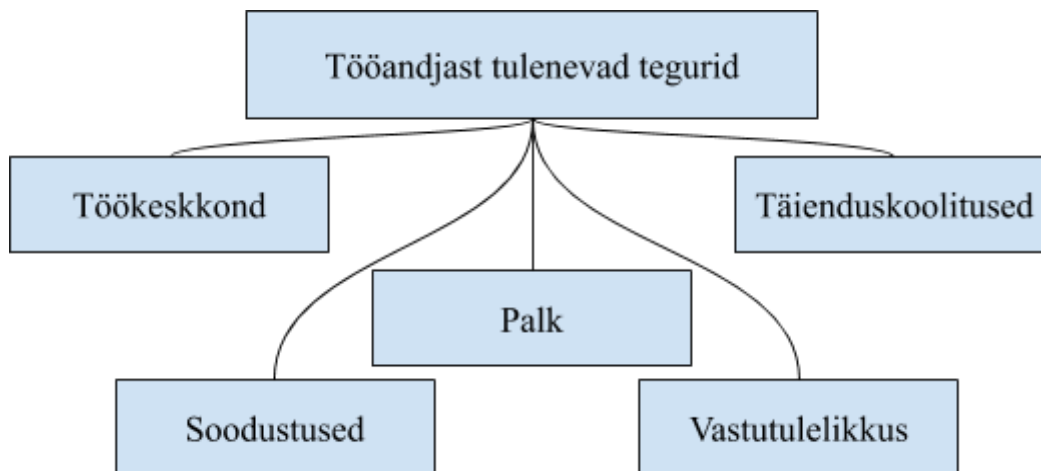 Tööandjast tulenevad tegurid
Töökeskkond
Täienduskoolitused
Palk
Soodustused
Vastutulelikkus